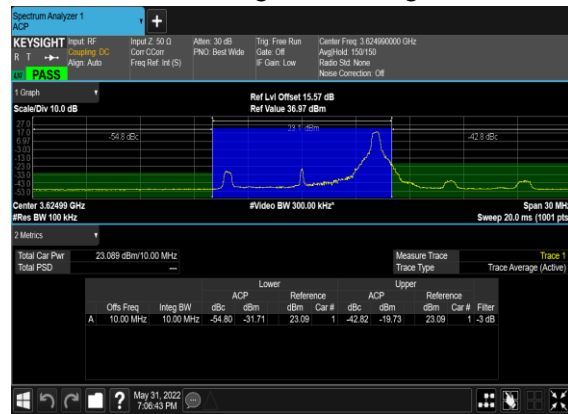 Spectrum Analyzer 1
ACP
+
KEYSIGHT Input: RF Input Z: 50 Ω Atten: 30 dB Trig: Free Run Center Freq: 3.624990000 GHz
R T Coupling: DC Corr CCorr PNO: Best Wide Gate: Off Avg|Hold: 150/150
Align: Auto Freq Ref: Int (S) IF Gain: Low Radio Std: None
LXI PASS Noise Correction: Off
1 Graph Ref Lvl Offset 15.57 dB
Scale/Div 10.0 dB Ref Value 36.97 dBm
27.0 23.1 dBm
17.0 -54.8 dBc -42.8 dBc
6.97
-3.03
-13.0
-23.0
-33.0
-43.0
-53.0
Center 3.62499 GHz #Video BW 300.00 kHz* Span 30 MHz
#Res BW 100 kHz Sweep 20.0 ms (1001 pts
2 Metrics
Total Car Pwr 23.089 dBm/10.00 MHz Measure Trace Trace 1
Total PSD --- Trace Type Trace Average (Active)
Lower Upper
ACP Reference ACP Reference
Offs Freq Integ BW dBc dBm dBm Car # dBc dBm dBm Car # Filter
A 10.00 MHz 10.00 MHz -54.80 -31.71 23.09 1 -42.82 -19.73 23.09 1 -3 dB
? May 31, 2022
7:06:43 PM